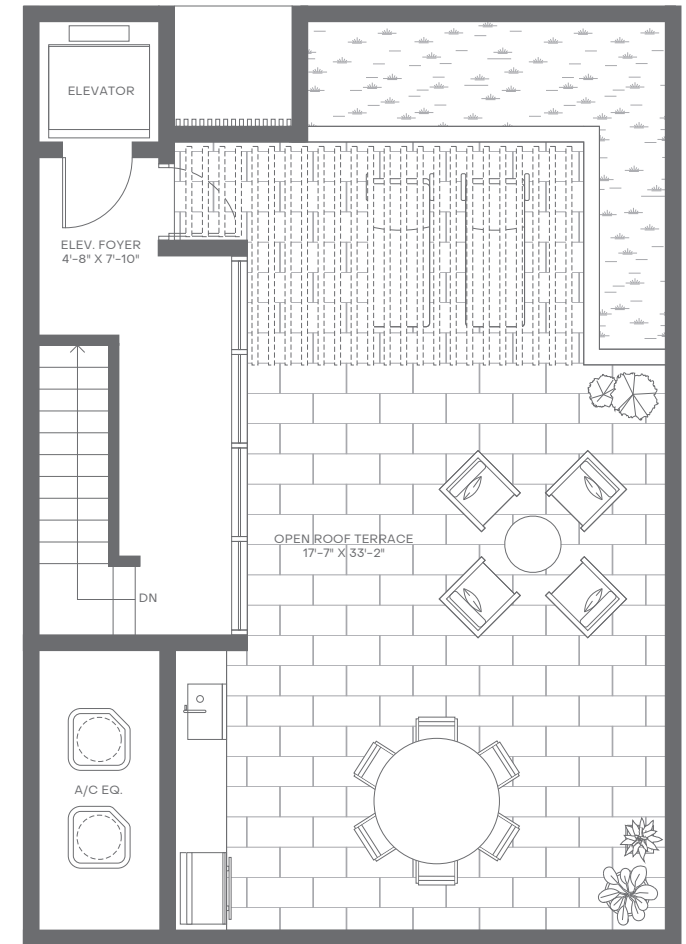 ELEVATOR
ELEV. FOYER
4'-8" X 7'-10"
OPEN ROOF TERRACE
17'-7" X 33'-2"
DN
A/C EQ.